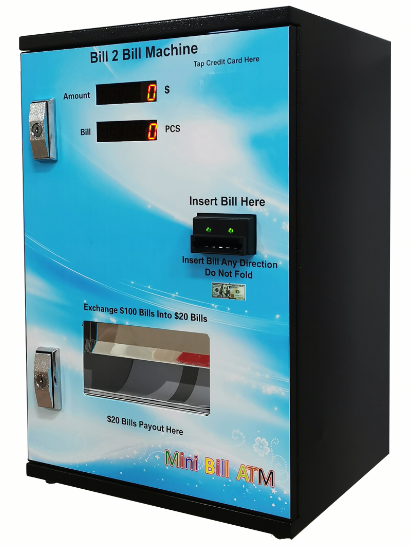 Bill 2 Bill Machine
Tap Credit Card Here
Amount 0 $
Bill 0 PCS
Insert Bill Here
Insert Bill Any Direction
Do Not Fold
Exchange $100 Bills Into $20 Bills
$20 Bills Payout Here
Mini Bill ATM